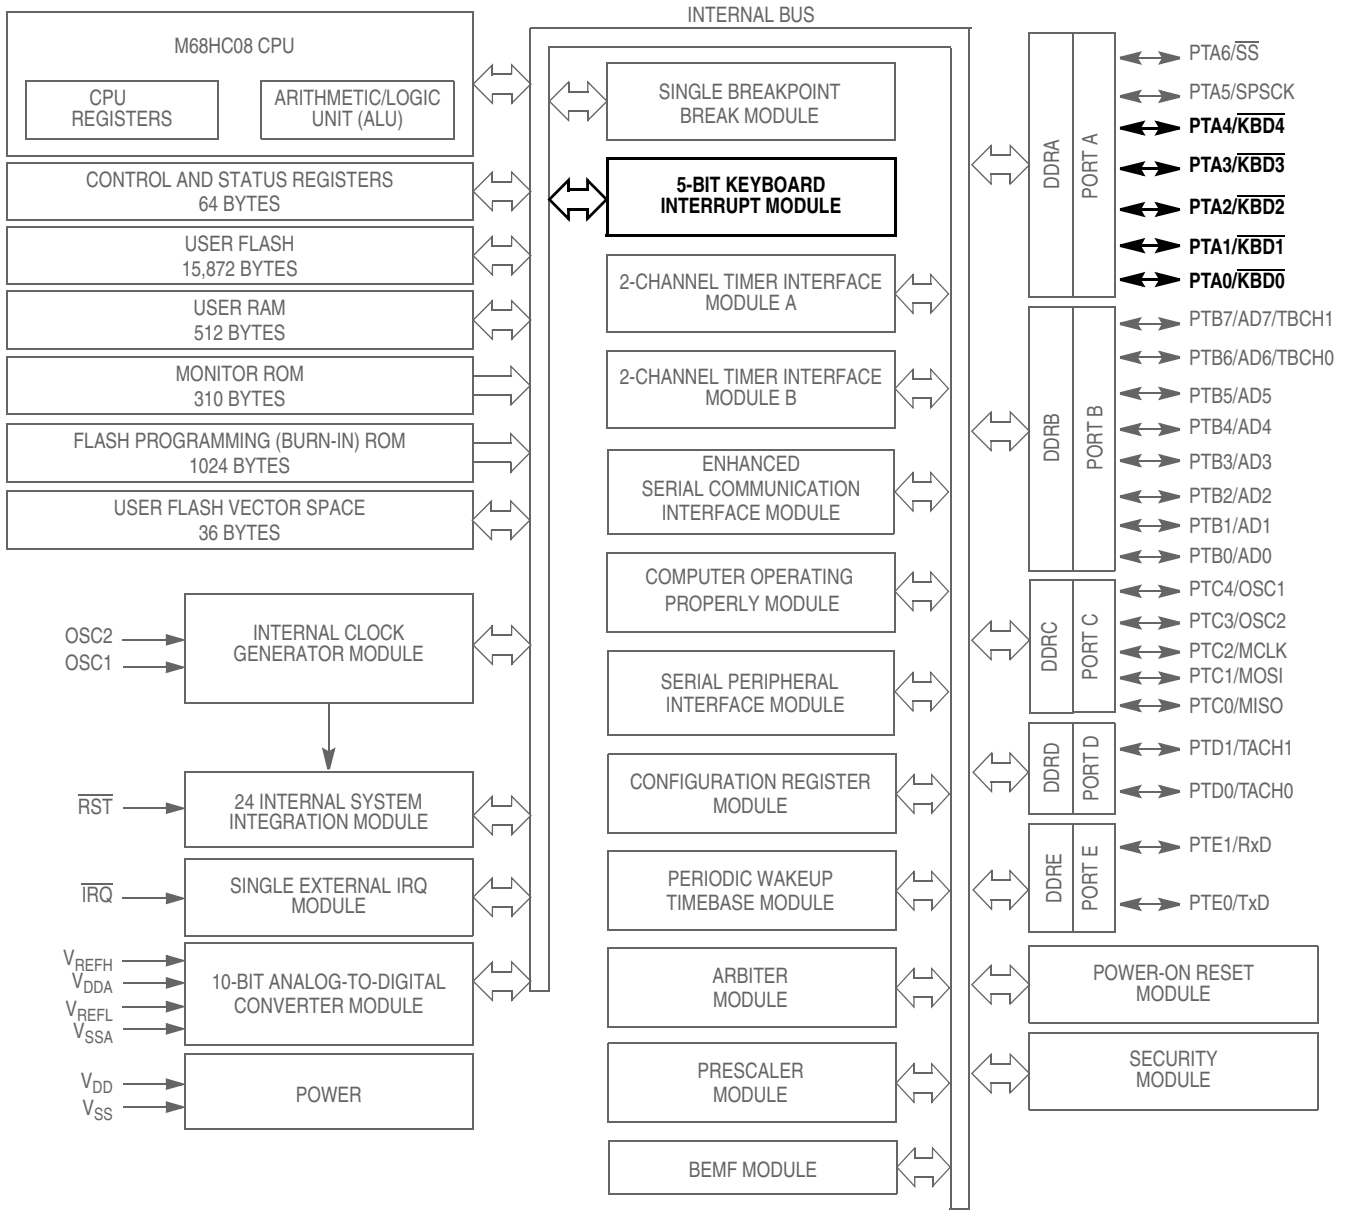 INTERNAL BUS
M68HC08 CPU
CPU
REGISTERS
ARITHMETIC/LOGIC
UNIT (ALU)
CONTROL AND STATUS REGISTERS
64 BYTES
USER FLASH
15,872 BYTES
USER RAM
512 BYTES
MONITOR ROM
310 BYTES
FLASH PROGRAMMING (BURN-IN) ROM
1024 BYTES
USER FLASH VECTOR SPACE
36 BYTES
OSC2
OSC1
INTERNAL CLOCK
GENERATOR MODULE
RST
24 INTERNAL SYSTEM
INTEGRATION MODULE
IRQ
SINGLE EXTERNAL IRQ
MODULE
VREFH
VDDA
VREFL
VSSA
10-BIT ANALOG-TO-DIGITAL
CONVERTER MODULE
VDD
VSS
POWER
SINGLE BREAKPOINT
BREAK MODULE
5-BIT KEYBOARD
INTERRUPT MODULE
2-CHANNEL TIMER INTERFACE
MODULE A
2-CHANNEL TIMER INTERFACE
MODULE B
ENHANCED
SERIAL COMMUNICATION
INTERFACE MODULE
COMPUTER OPERATING
PROPERLY MODULE
SERIAL PERIPHERAL
INTERFACE MODULE
CONFIGURATION REGISTER
MODULE
PERIODIC WAKEUP
TIMEBASE MODULE
ARBITER
MODULE
PRESCALER
MODULE
BEMF MODULE
DDRA
PORT A
PTA6/SS
PTA5/SPSCK
PTA4/KBD4
PTA3/KBD3
PTA2/KBD2
PTA1/KBD1
PTA0/KBD0
DDRB
PORT B
PTB7/AD7/TBCH1
PTB6/AD6/TBCH0
PTB5/AD5
PTB4/AD4
PTB3/AD3
PTB2/AD2
PTB1/AD1
PTB0/AD0
DDRC
PORT C
PTC4/OSC1
PTC3/OSC2
PTC2/MCLK
PTC1/MOSI
PTC0/MISO
DDRD
PORT D
PTD1/TACH1
PTD0/TACH0
DDRE
PORT E
PTE1/RxD
PTE0/TxD
POWER-ON RESET
MODULE
SECURITY
MODULE